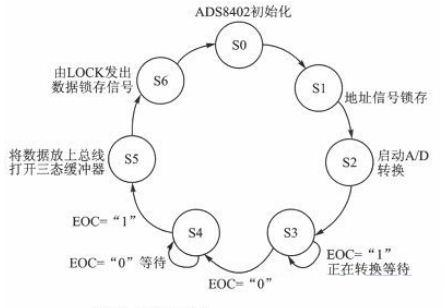 ADS8402初始化
S0
S1
地址信号锁存
S2
启动A/D
转换
S3
EOC=“1”
正在转换等待
EOC=“0”
S4
EOC=“0”等待
EOC=“1”
S5
将数据放上总线
打开三态缓冲器
S6
由LOCK发出
数据锁存信号